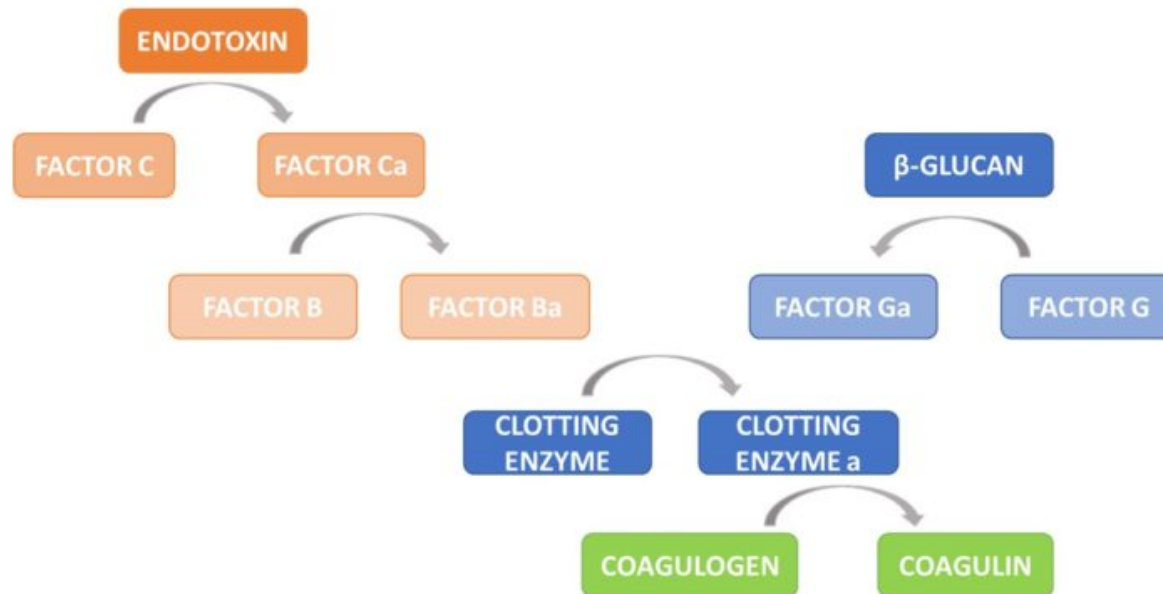 ENDOTOXIN
FACTOR C
FACTOR Ca
β-GLUCAN
FACTOR B
FACTOR Ba
FACTOR Ga
FACTOR G
CLOTTING
ENZYME
CLOTTING
ENZYME a
COAGULOGEN
COAGULIN